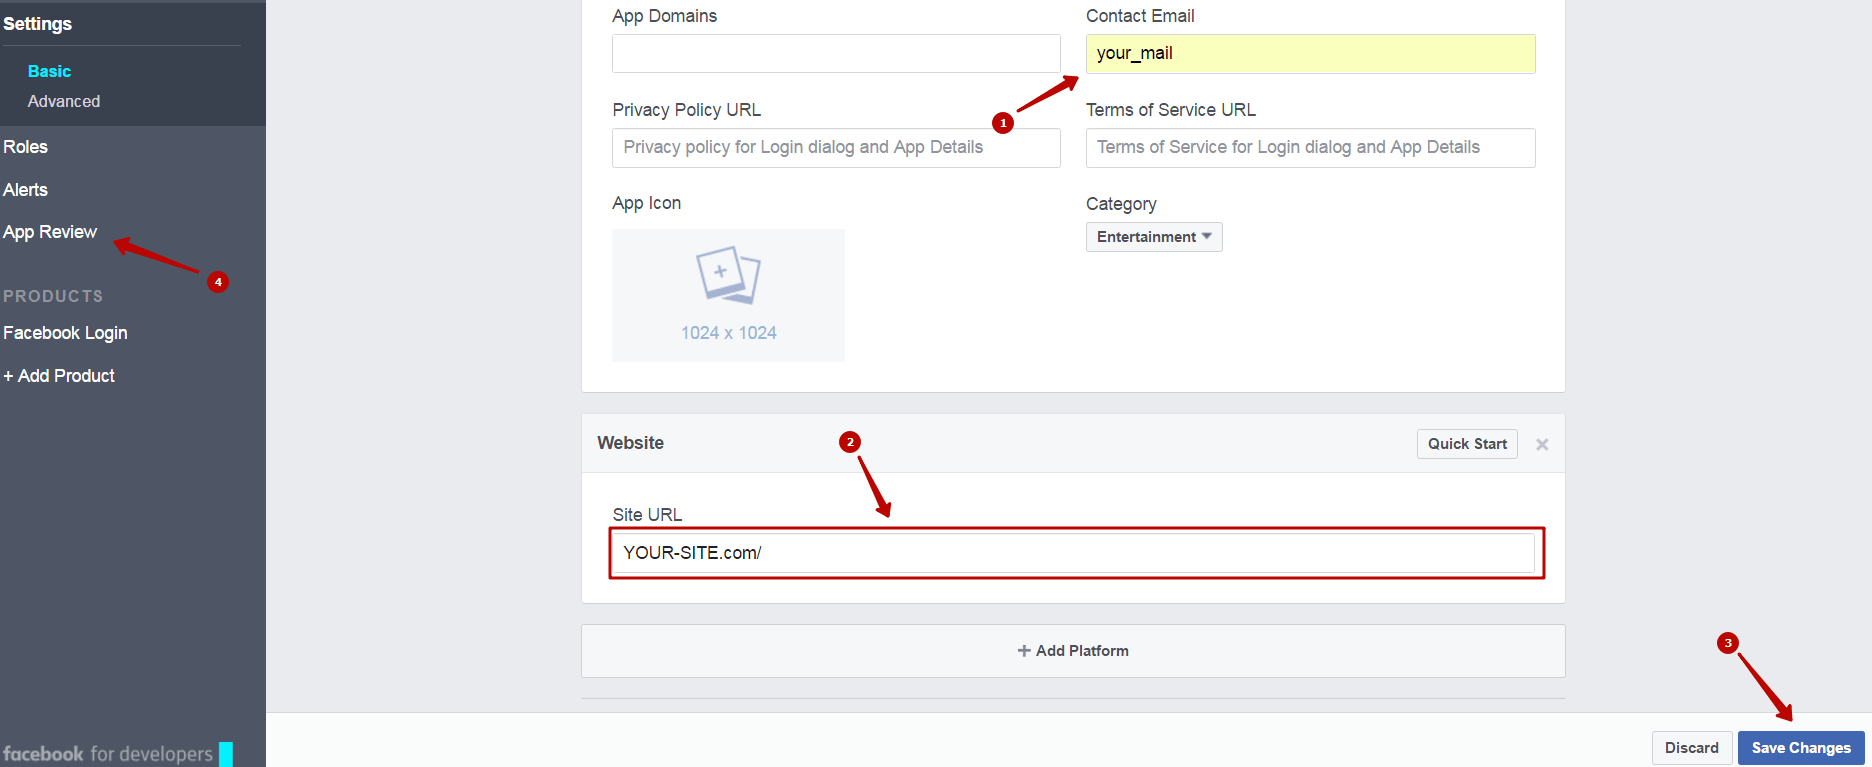 Settings
Basic
Advanced
Roles
Alerts
App Review
4
PRODUCTS
Facebook Login
+ Add Product
facebook for developers
App Domains
Contact Email
your_mail
1
Privacy Policy URL
Terms of Service URL
Privacy policy for Login dialog and App Details
Terms of Service for Login dialog and App Details
App Icon
Category
Entertainment
1024 x 1024
Website
2
Quick Start
Site URL
YOUR-SITE.com/
+ Add Platform
3
Discard
Save Changes